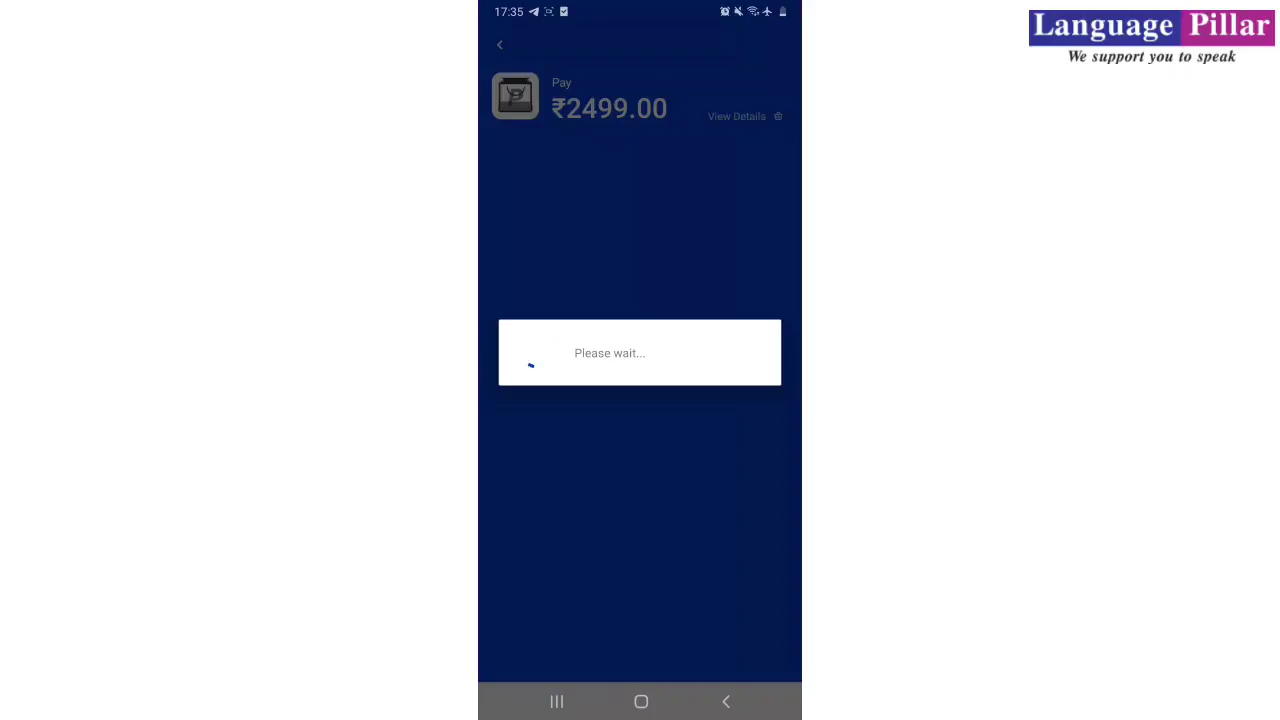 17:35
Pay
₹2499.00
View Details
Please wait...
Language Pillar
We support you to speak